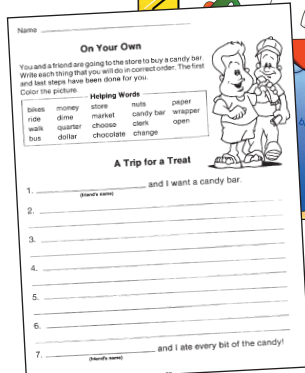 Name
On Your Own
You and a friend are going to the store to buy a candy bar.
Write each thing that you will do in correct order. The first
and last steps have been done for you.
Color the picture.
Helping Words
bikes money store nuts paper
ride dime market candy bar wrapper
walk quarter choose clerk open
bus dollar chocolate change
A Trip for a Treat
1. and I want a candy bar.
(friend's name)
2.
3.
4.
5.
6.
7. and I ate every bit of the candy!
(friend's name)